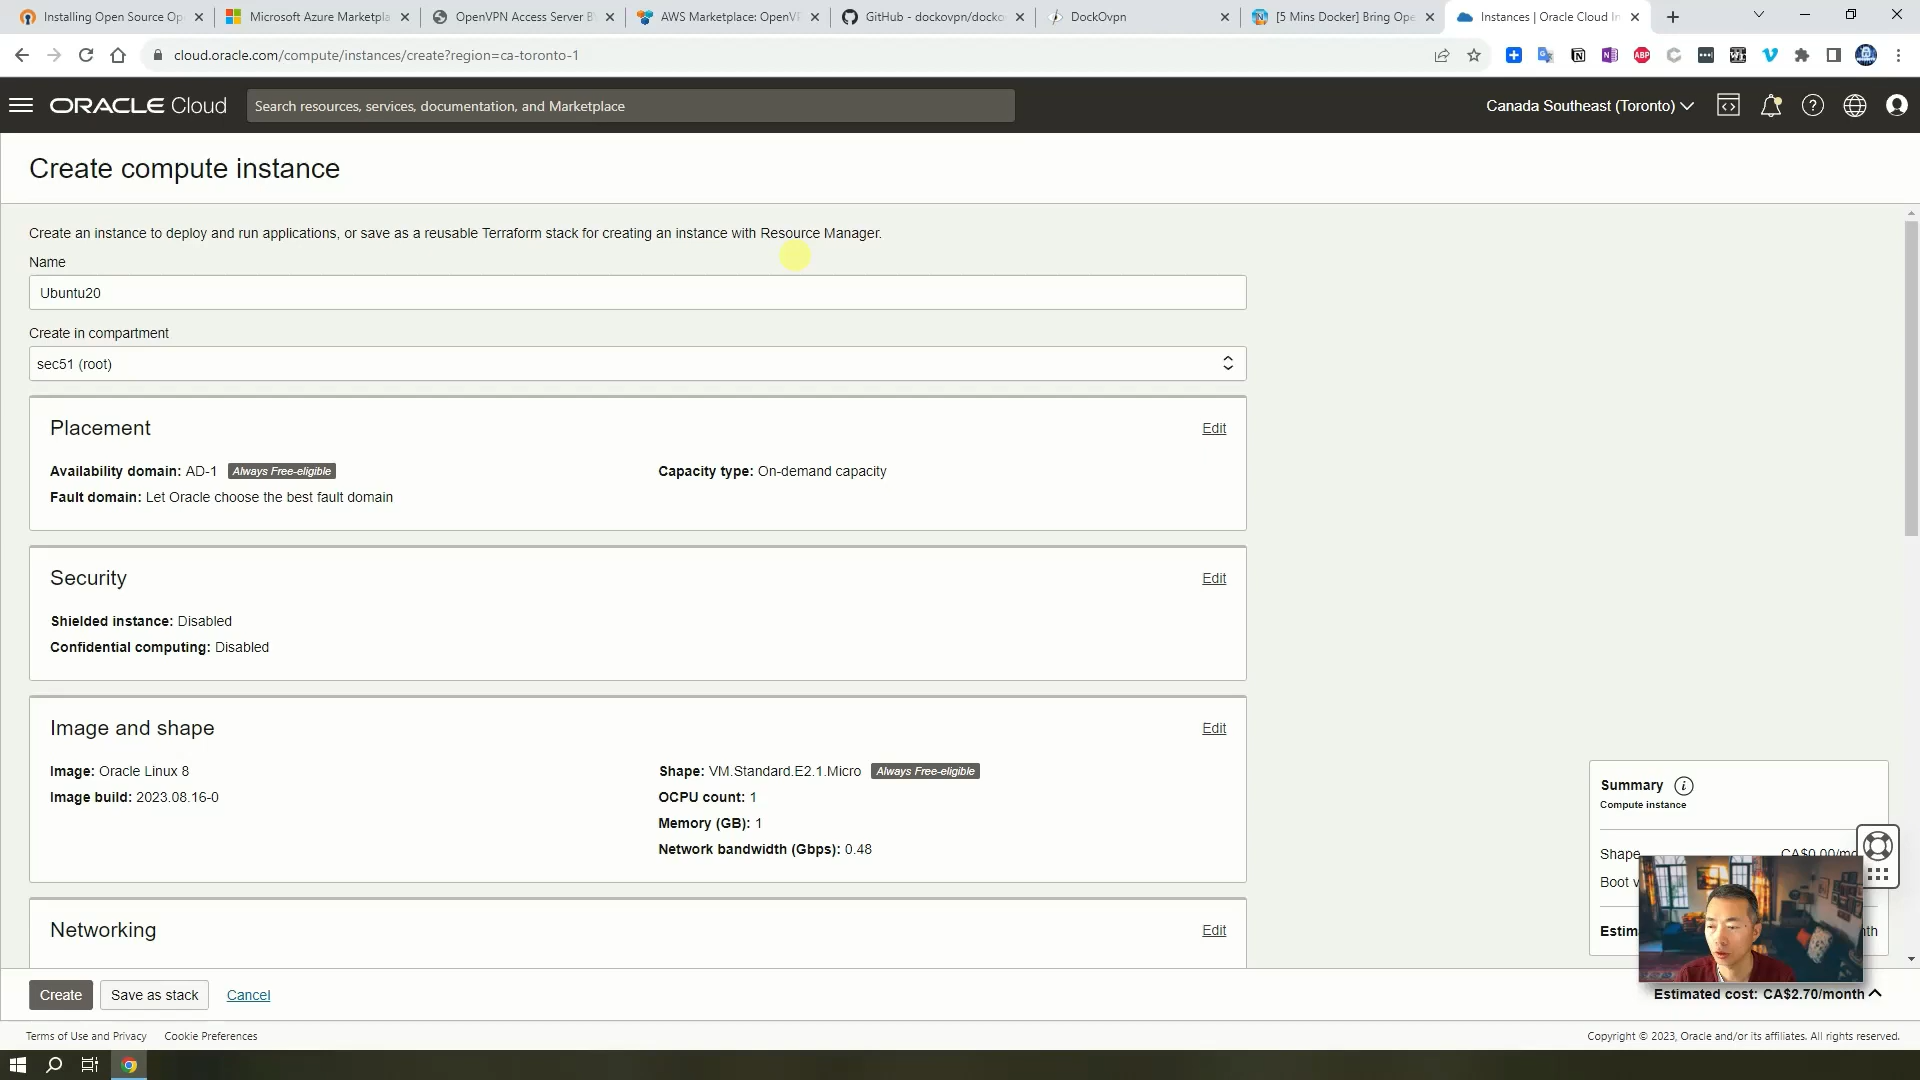 Installing Open Source Op
Microsoft Azure Marketpla
OpenVPN Access Server B
AWS Marketplace: OpenVP
GitHub - dockovpn/docko
DockOvpn
[5 Mins Docker] Bring Ope
Instances | Oracle Cloud In
cloud.oracle.com/compute/instances/create?region=ca-toronto-1
ABP
ORACLE Cloud
Search resources, services, documentation, and Marketplace
Canada Southeast (Toronto)
Create compute instance
Create an instance to deploy and run applications, or save as a reusable Terraform stack for creating an instance with Resource Manager.
Name
Ubuntu20
Create in compartment
sec51 (root)
Placement
Edit
Availability domain: AD-1 Always Free-eligible
Capacity type: On-demand capacity
Fault domain: Let Oracle choose the best fault domain
Security
Edit
Shielded instance: Disabled
Confidential computing: Disabled
Image and shape
Edit
Image: Oracle Linux 8
Shape: VM.Standard.E2.1.Micro Always Free-eligible
Image build: 2023.08.16-0
OCPU count: 1
Memory (GB): 1
Network bandwidth (Gbps): 0.48
Networking
Edit
Summary
Compute instance
Shape CA$0.00/mo
Boot v
Estim
Create
Save as stack
Cancel
Estimated cost: CA$2.70/month
Terms of Use and Privacy
Cookie Preferences
Copyright © 2023, Oracle and/or its affiliates. All rights reserved.